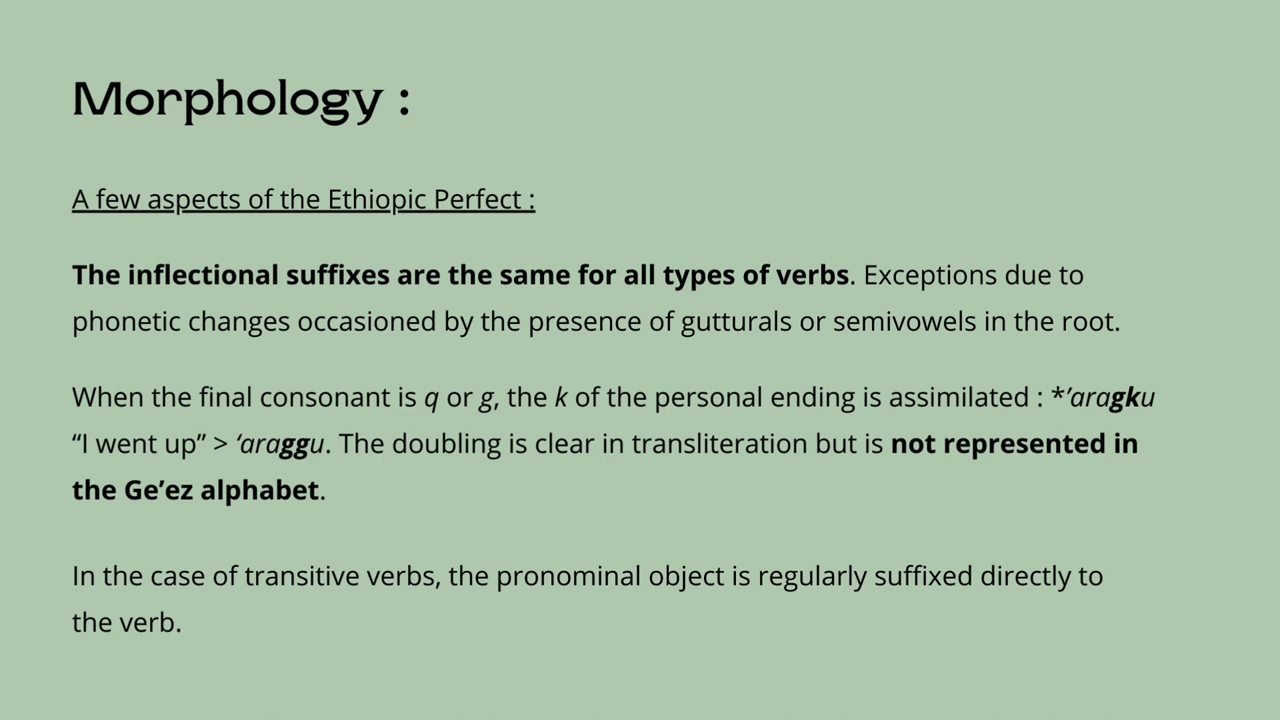 Morphology :
A few aspects of the Ethiopic Perfect :
The inflectional suffixes are the same for all types of verbs. Exceptions due to
phonetic changes occasioned by the presence of gutturals or semivowels in the root.
When the final consonant is q or g, the k of the personal ending is assimilated : *’aragku
“I went up” > ‘araggu. The doubling is clear in transliteration but is not represented in
the Ge’ez alphabet.
In the case of transitive verbs, the pronominal object is regularly suffixed directly to
the verb.